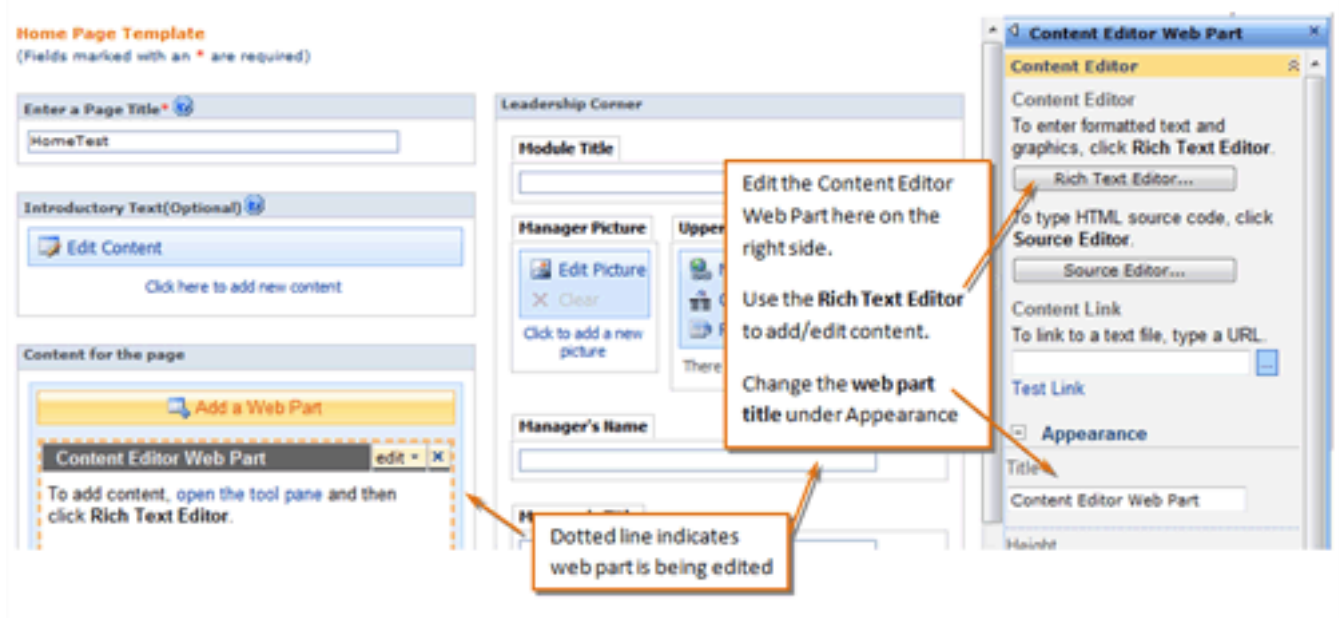 Home Page Template
(Fields marked with an * are required)
Enter a Page Title*
HomeTest
Introductory Text(Optional)
Edit Content
Click here to add new content
Content for the page
Add a Web Part
Content Editor Web Part
edit
To add content, open the tool pane and then
click Rich Text Editor.
Leadership Corner
Module Title
Manager Picture
Edit Picture
Clear
Click to add a new
picture
Upper
There
Manager's Name
Edit the Content Editor
Web Part here on the
right side.
Use the Rich Text Editor
to add/edit content.
Change the web part
title under Appearance
Dotted line indicates
web part is being edited
Content Editor Web Part
Content Editor
Content Editor
To enter formatted text and
graphics, click Rich Text Editor.
Rich Text Editor...
To type HTML source code, click
Source Editor.
Source Editor...
Content Link
To link to a text file, type a URL.
...
Test Link
Appearance
Title
Content Editor Web Part
Height